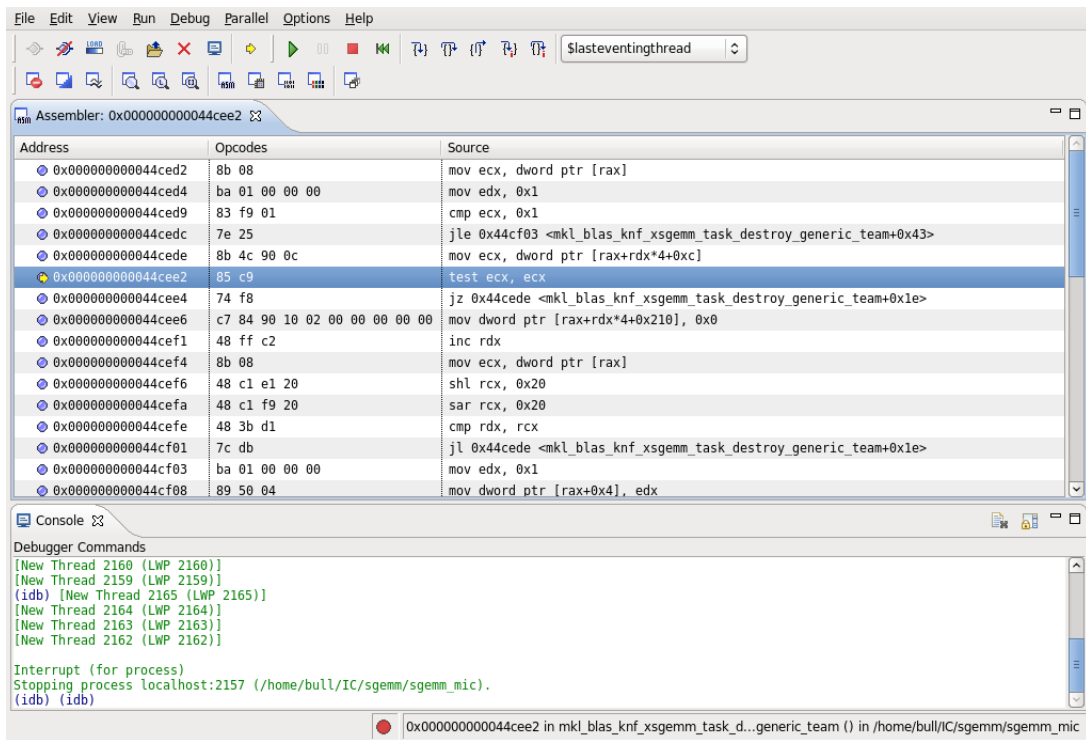 File Edit View Run Debug Parallel Options Help
LOAD $lasteventingthread
ASM
Assembler: 0x000000000044cee2
Address Opcodes Source
0x000000000044ced2 8b 08 mov ecx, dword ptr [rax]
0x000000000044ced4 ba 01 00 00 00 mov edx, 0x1
0x000000000044ced9 83 f9 01 cmp ecx, 0x1
0x000000000044cedc 7e 25 jle 0x44cf03 <mkl_blas_knf_xsgemm_task_destroy_generic_team+0x43>
0x000000000044cede 8b 4c 90 0c mov ecx, dword ptr [rax+rdx*4+0xc]
0x000000000044cee2 85 c9 test ecx, ecx
0x000000000044cee4 74 f8 jz 0x44cede <mkl_blas_knf_xsgemm_task_destroy_generic_team+0x1e>
0x000000000044cee6 c7 84 90 10 02 00 00 00 00 00 00 mov dword ptr [rax+rdx*4+0x210], 0x0
0x000000000044cef1 48 ff c2 inc rdx
0x000000000044cef4 8b 08 mov ecx, dword ptr [rax]
0x000000000044cef6 48 c1 e1 20 shl rcx, 0x20
0x000000000044cefa 48 c1 f9 20 sar rcx, 0x20
0x000000000044cefe 48 3b d1 cmp rdx, rcx
0x000000000044cf01 7c db jl 0x44cede <mkl_blas_knf_xsgemm_task_destroy_generic_team+0x1e>
0x000000000044cf03 ba 01 00 00 00 mov edx, 0x1
0x000000000044cf08 89 50 04 mov dword ptr [rax+0x4], edx
Console
Debugger Commands
[New Thread 2160 (LWP 2160)]
[New Thread 2159 (LWP 2159)]
(idb) [New Thread 2165 (LWP 2165)]
[New Thread 2164 (LWP 2164)]
[New Thread 2163 (LWP 2163)]
[New Thread 2162 (LWP 2162)]
Interrupt (for process)
Stopping process localhost:2157 (/home/bull/IC/sgemm/sgemm_mic).
(idb) (idb)
0x000000000044cee2 in mkl_blas_knf_xsgemm_task_d...generic_team () in /home/bull/IC/sgemm/sgemm_mic